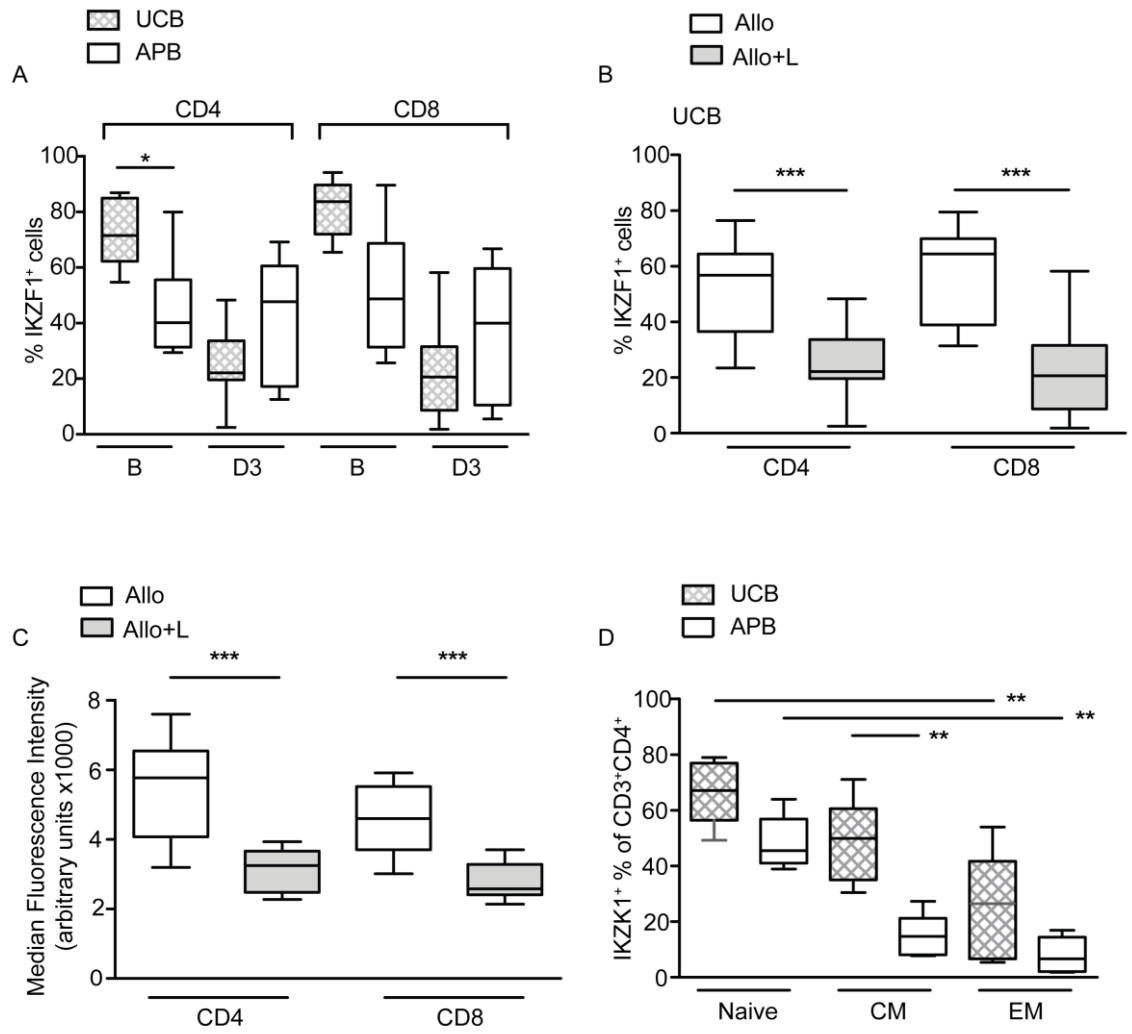 UCB
APB
A
CD4
CD8
*
% IKZF1⁺ cells
100
80
60
40
20
0
B
D3
B
D3
Allo
Allo+L
B
UCB
***
***
% IKZF1⁺ cells
100
80
60
40
20
0
CD4
CD8
Allo
Allo+L
C
***
***
Median Fluorescence Intensity
(arbitrary units x1000)
8
6
4
2
0
CD4
CD8
UCB
APB
D
**
**
**
IKZK1⁺ % of CD3⁺CD4⁺
100
80
60
40
20
0
Naive
CM
EM